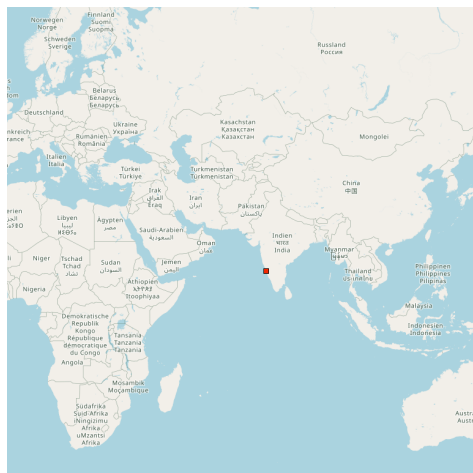 Norwegen
Norge
Finnland
Suomi
Suopma
Schweden
Sverige
Russland
Россия
Belarus
Беларусь
Беларусь
Deutschland
Ukraine
Україна
Kasachstan
Қазақстан
Казахстан
Mongolei
Rumänien
România
Italien
Italia
Türkei
Türkiye
Turkmenistan
Türkmenistan
China
中国
Irak
العراق
Êraq
Iran
ایران
Pakistan
پاکستان
Libyen
ليبيا
Ägypten
مصر
Saudi-Arabien
السعودية
Oman
عمان
Indien
भारत
India
Myanmar
မြန်မာ
Thailand
ประเทศไทย
Philippinen
Philippines
Pilipinas
Niger
Tschad
Tchad
تشاد
Sudan
السودان
Jemen
اليمن
Nigeria
Äthiopien
ኢትዮጵያ
Itoophiyaa
Malaysia
Indonesien
Indonesia
Demokratische
Republik
Kongo
République
démocratique
du Congo
Tansania
Tanzania
Angola
Mosambik
Moçambique
Südafrika
Suid-Afrika
iNingizimu
Afrika
uMzantsi
Afrika